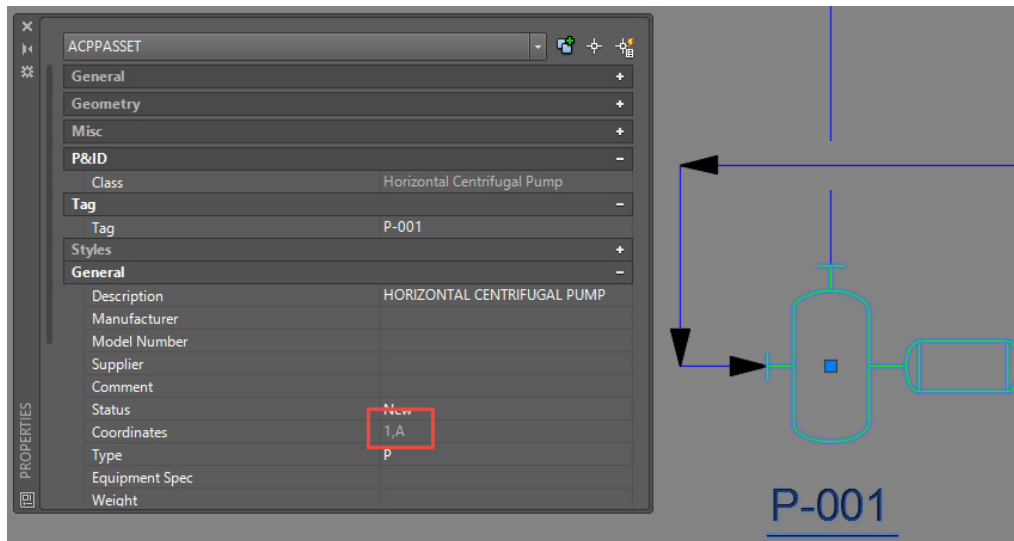 ACPPASSET
General +
Geometry +
Misc +
P&ID -
Class Horizontal Centrifugal Pump
Tag -
Tag P-001
Styles +
General -
Description HORIZONTAL CENTRIFUGAL PUMP
Manufacturer
Model Number
Supplier
Comment
Status New
Coordinates 1,A
Type P
Equipment Spec
Weight
PROPERTIES
P-001